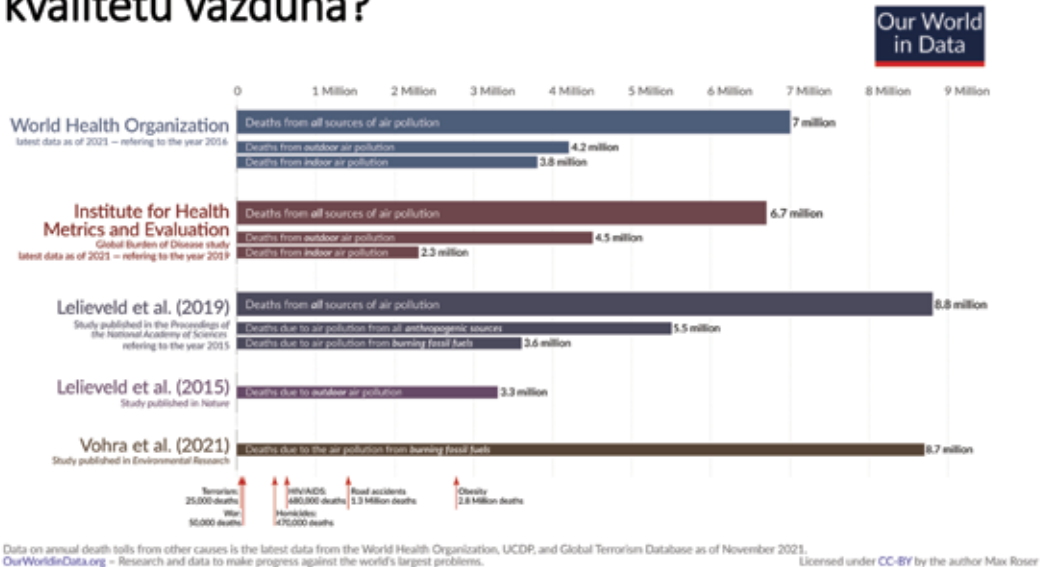 kvalitetu vazduha?
Our World
in Data
0 1 Million 2 Million 3 Million 4 Million 5 Million 6 Million 7 Million 8 Million 9 Million
World Health Organization
latest data as of 2021 – refering to the year 2016
Deaths from all sources of air pollution 7 million
Deaths from outdoor air pollution 4.2 million
Deaths from indoor air pollution 3.8 million
Institute for Health
Metrics and Evaluation
Global Burden of Disease study
latest data as of 2021 – refering to the year 2019
Deaths from all sources of air pollution 6.7 million
Deaths from outdoor air pollution 4.5 million
Deaths from indoor air pollution 2.3 million
Lelieveld et al. (2019)
Study published in the Proceedings of
the National Academy of Sciences
refering to the year 2015
Deaths from all sources of air pollution 8.8 million
Deaths due to air pollution from all anthropogenic sources 5.5 million
Deaths due to air pollution from burning fossil fuels 3.6 million
Lelieveld et al. (2015)
Study published in Nature
Deaths due to outdoor air pollution 3.3 million
Vohra et al. (2021)
Study published in Environmental Research
Deaths due to the air pollution from burning fossil fuels 8.7 million
Terrorism:
25,000 deaths
War:
50,000 deaths
HIV/AIDS:
680,000 deaths
Homicides:
470,000 deaths
Road accidents
1.3 Million deaths
Obesity
2.8 Million deaths
Data on annual death tolls from other causes is the latest data from the World Health Organization, UCDP, and Global Terrorism Database as of November 2021.
OurWorldinData.org – Research and data to make progress against the world's largest problems.
Licensed under CC-BY by the author Max Roser